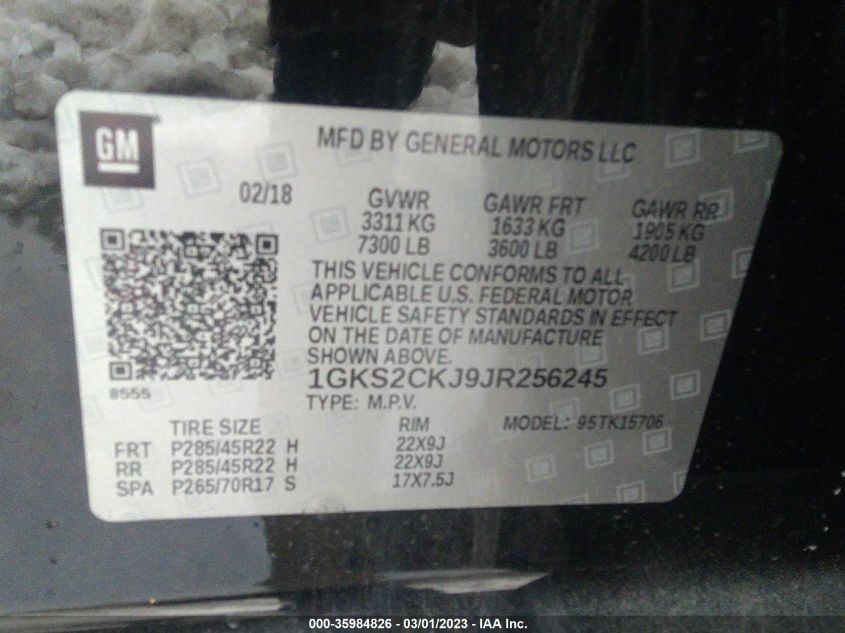 GM
MFD BY GENERAL MOTORS LLC
02/18
GVWR GAWR FRT GAWR RR
3311 KG 1633 KG 1905 KG
7300 LB 3600 LB 4200 LB
THIS VEHICLE CONFORMS TO ALL
APPLICABLE U.S. FEDERAL MOTOR
VEHICLE SAFETY STANDARDS IN EFFECT
ON THE DATE OF MANUFACTURE
SHOWN ABOVE.
8555
1GKS2CKJ9JR256245
TYPE: M.P.V.
TIRE SIZE RIM MODEL: 95TK15706
FRT P285/45R22 H 22X9J
RR P285/45R22 H 22X9J
SPA P265/70R17 S 17X7.5J
000-35984826 - 03/01/2023 - IAA Inc.